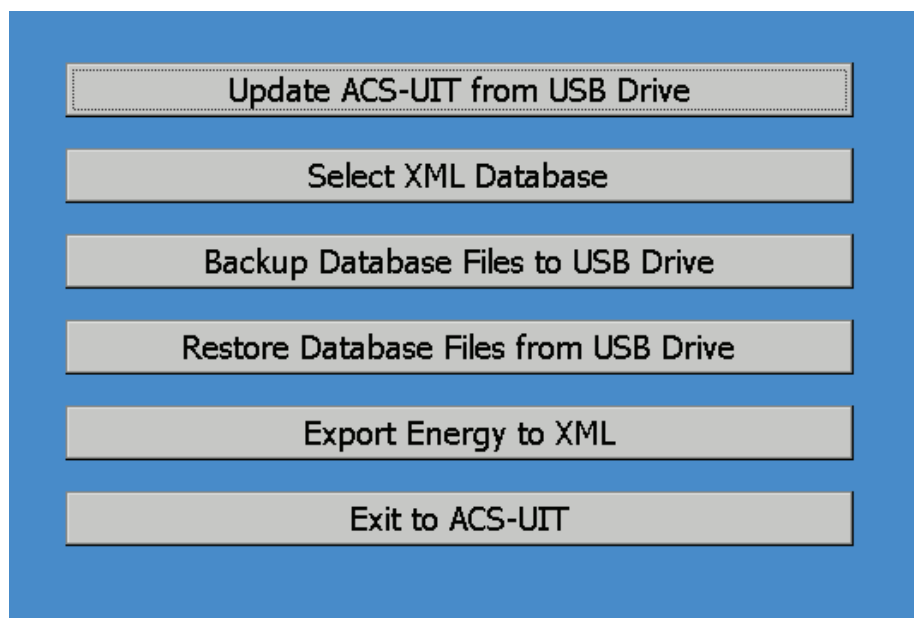 Update ACS-UIT from USB Drive
Select XML Database
Backup Database Files to USB Drive
Restore Database Files from USB Drive
Export Energy to XML
Exit to ACS-UIT